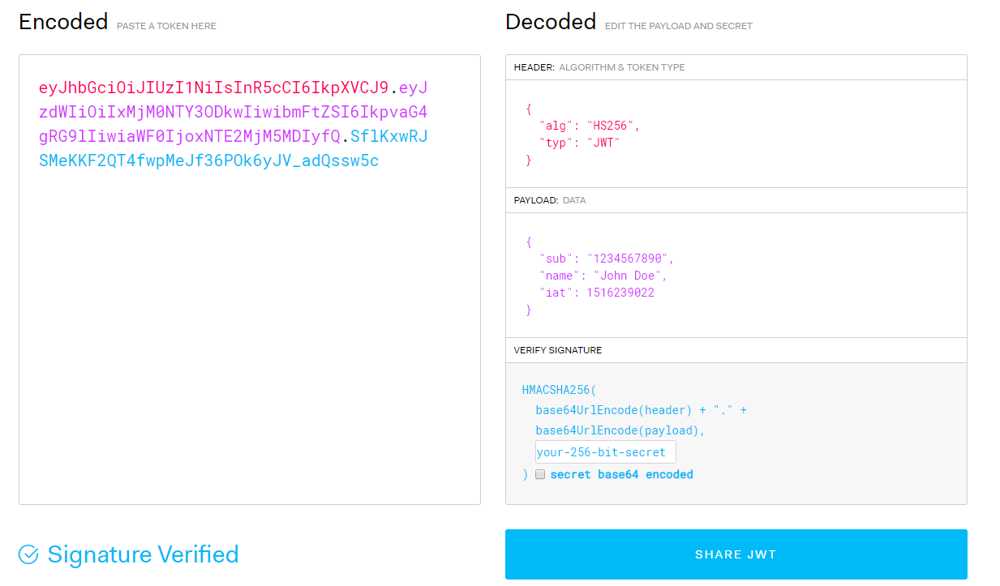 Encoded PASTE A TOKEN HERE
eyJhbGciOiJIUzI1NiIsInR5cCI6IkpXVCJ9.eyJ
zdWIiOiIxMjM0NTY3ODkwIiwibmFtZSI6IkpvaG4
gRG9lIiwiaWF0IjoxNTE2MjM5MDIyfQ.SflKxwRJ
SMeKKF2QT4fwpMeJf36POk6yJV_adQssw5c
Signature Verified
Decoded EDIT THE PAYLOAD AND SECRET
HEADER: ALGORITHM & TOKEN TYPE
{
"alg": "HS256",
"typ": "JWT"
}
PAYLOAD: DATA
{
"sub": "1234567890",
"name": "John Doe",
"iat": 1516239022
}
VERIFY SIGNATURE
HMACSHA256(
base64UrlEncode(header) + "." +
base64UrlEncode(payload),
your-256-bit-secret
) secret base64 encoded
SHARE JWT